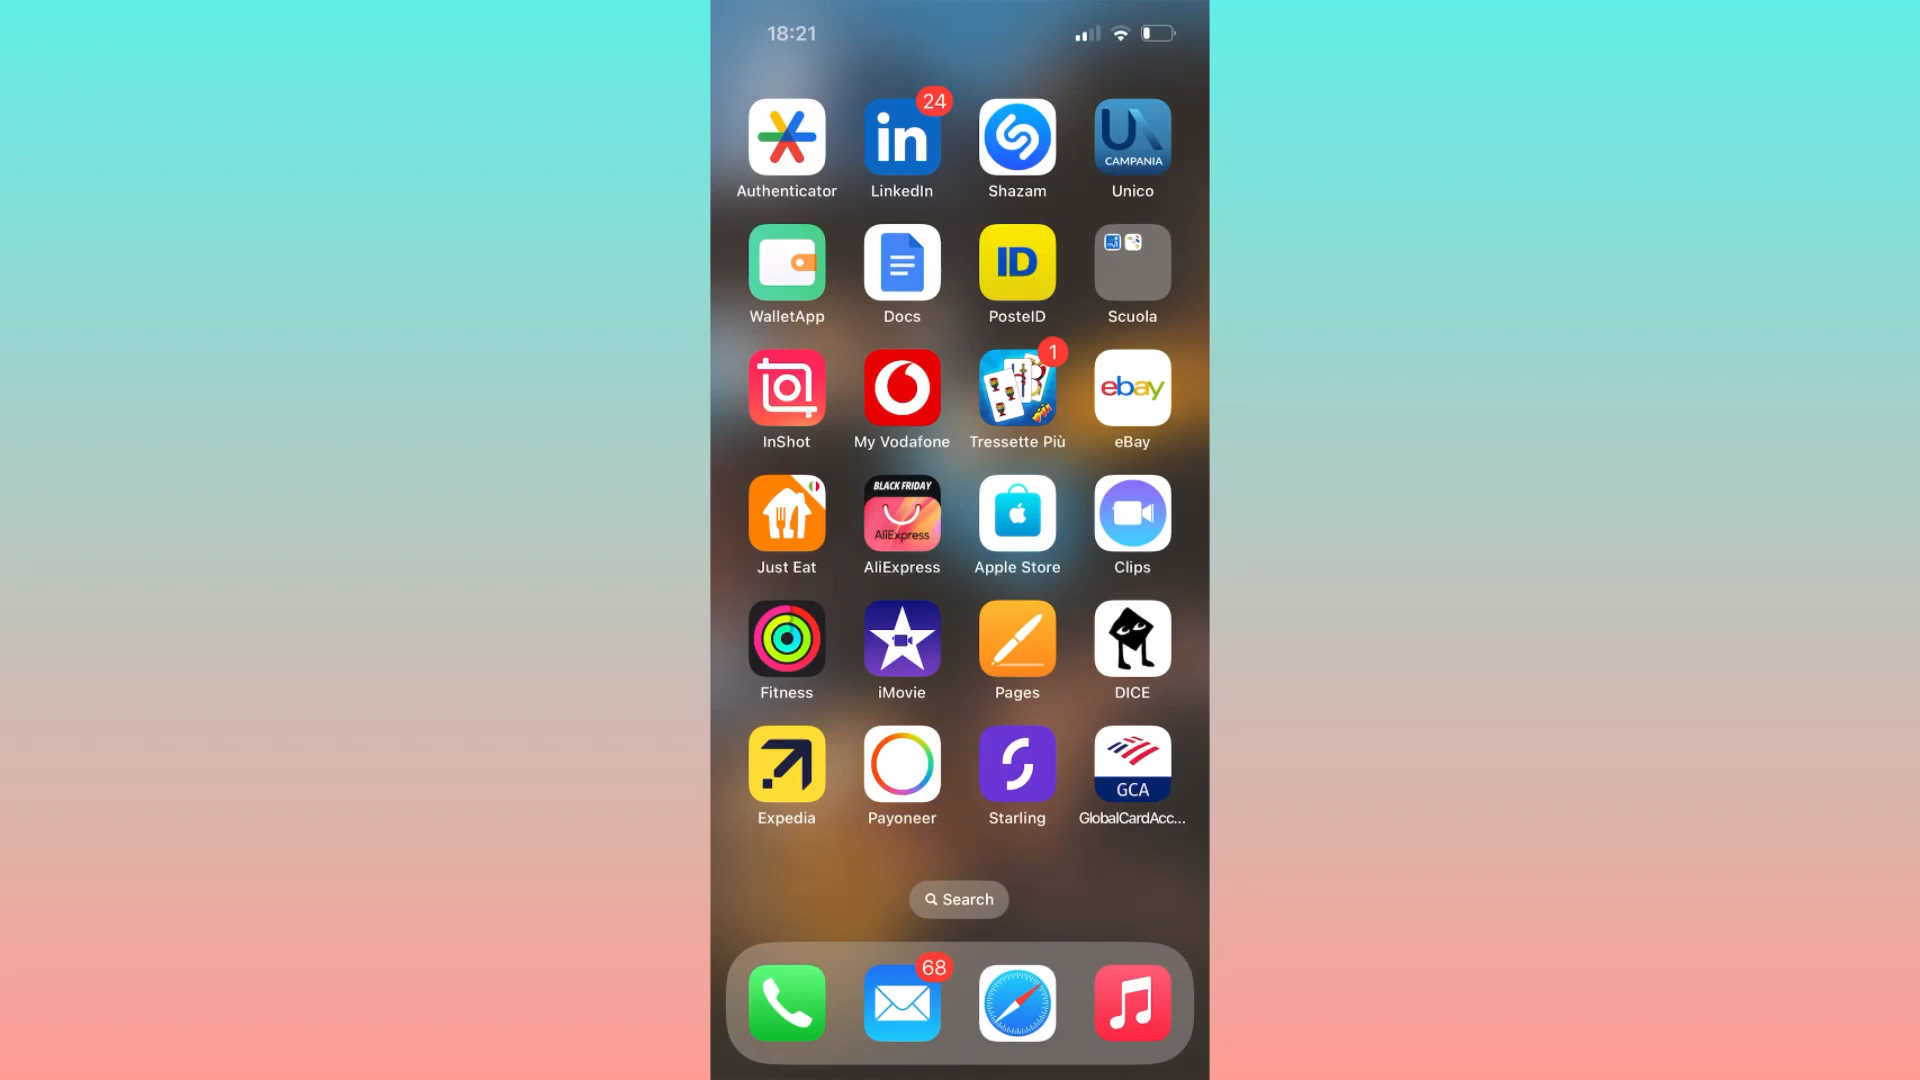 18:21
24
in
CAMPANIA
Authenticator LinkedIn Shazam Unico
ID
WalletApp Docs PosteID Scuola
1
ebay
InShot My Vodafone Tressette Più eBay
BLACK FRIDAY
AliExpress
Just Eat AliExpress Apple Store Clips
Fitness iMovie Pages DICE
GCA
Expedia Payoneer Starling GlobalCardAcc...
Search
68